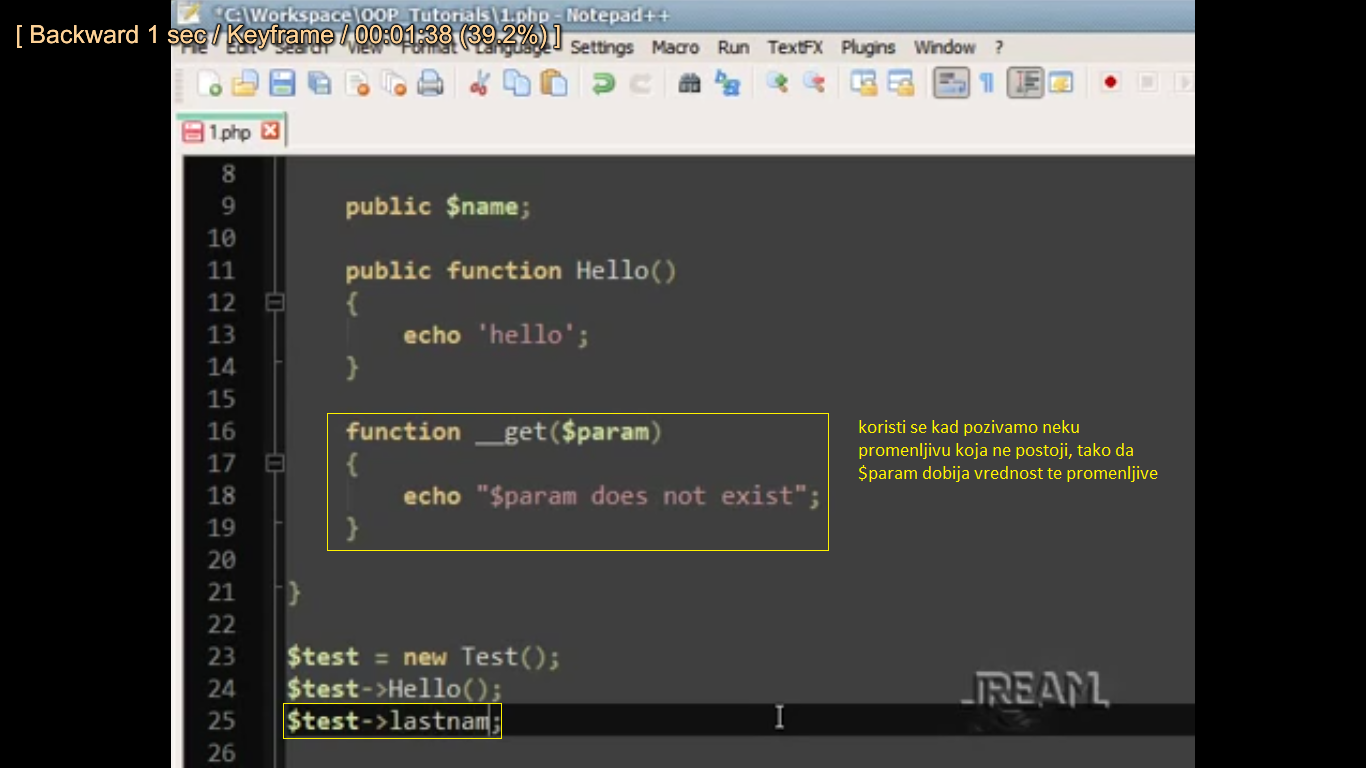 *C:\Workspace\OOP_Tutorials\1.php - Notepad++
[ Backward 1 sec / Keyframe / 00:01:38 (39.2%) ]
File Edit Search View Format Language Settings Macro Run TextFX Plugins Window ?
1.php
8
9 public $name;
10
11 public function Hello()
12 {
13 echo 'hello';
14 }
15
16 function __get($param)
17 {
18 echo "$param does not exist";
19 }
20
21 }
22
23 $test = new Test();
24 $test->Hello();
25 $test->lastnam;
26
koristi se kad pozivamo neku
promenljivu koja ne postoji, tako da
$param dobija vrednost te promenljive